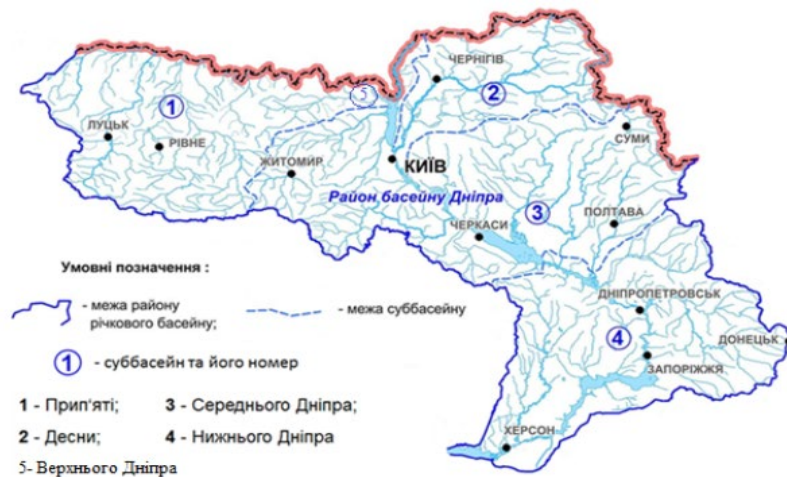 ЧЕРНІГІВ
5
2
1
ЛУЦЬК
РІВНЕ
СУМИ
ЖИТОМИР
КИЇВ
Район басейну Дніпра
3
ПОЛТАВА
ЧЕРКАСИ
Умовні позначення :
- межа району
річкового басейну;
- межа суббасейну
ДНІПРОПЕТРОВСЬК
ДОНЕЦЬК
4
ЗАПОРІЖЖЯ
1 - суббасейн та його номер
1 - Прип'яті;
3 - Середнього Дніпра;
2 - Десни;
4 - Нижнього Дніпра
ХЕРСОН
5- Верхнього Дніпра